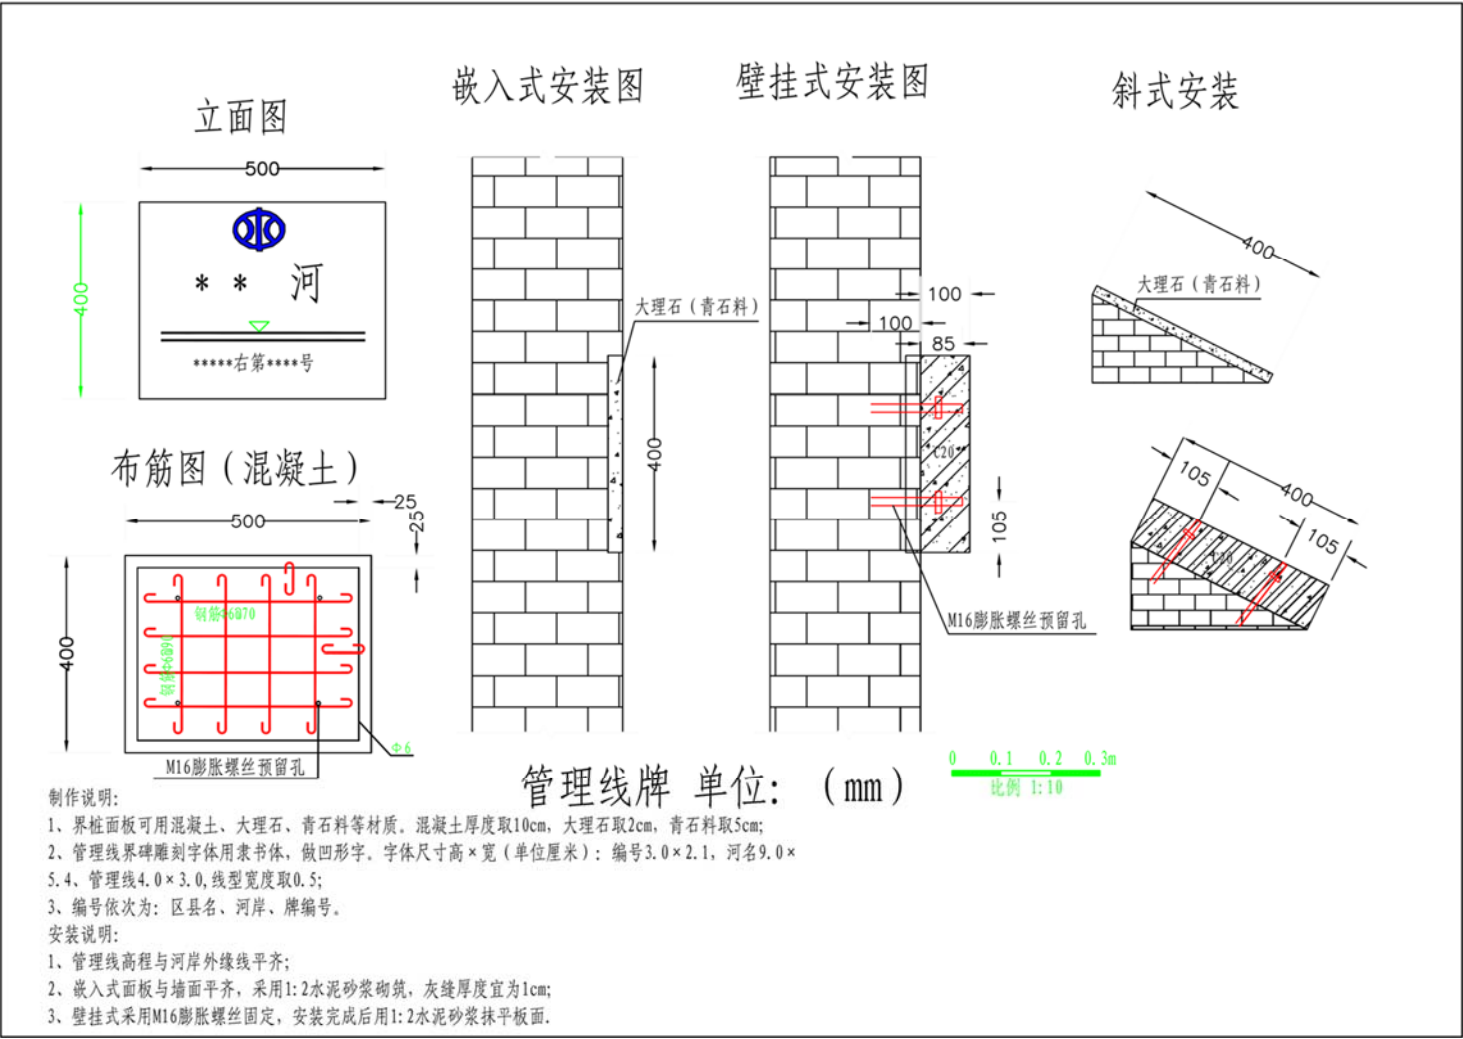 立面图
嵌入式安装图
壁挂式安装图
斜式安装
500
400
** 河
*****右第****号
大理石（青石料）
400
100
100
85
C20
105
M16膨胀螺丝预留孔
400
大理石（青石料）
105
400
105
C20
布筋图（混凝土）
25
25
500
400
钢筋Φ6@70
钢筋Φ6@90
Φ6
M16膨胀螺丝预留孔
管理线牌 单位：（mm）
0 0.1 0.2 0.3m
比例 1:10
制作说明：
1、界桩面板可用混凝土、大理石、青石料等材质。混凝土厚度取10cm，大理石取2cm，青石料取5cm；
2、管理线界碑雕刻字体用隶书体，做凹形字。字体尺寸高×宽（单位厘米）：编号3.0×2.1，河名9.0×
5.4、管理线4.0×3.0,线型宽度取0.5；
3、编号依次为：区县名、河岸、牌编号。
安装说明：
1、管理线高程与河岸外缘线平齐；
2、嵌入式面板与墙面平齐，采用1:2水泥砂浆砌筑，灰缝厚度宜为1cm；
3、壁挂式采用M16膨胀螺丝固定，安装完成后用1:2水泥砂浆抹平板面.